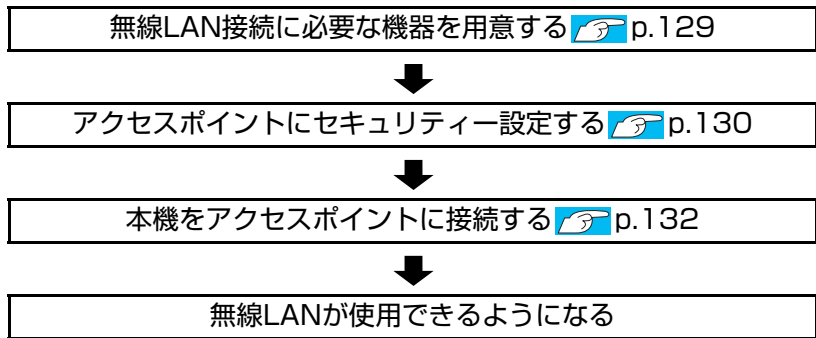 無線LAN接続に必要な機器を用意する p.129
アクセスポイントにセキュリティー設定する p.130
本機をアクセスポイントに接続する p.132
無線LANが使用できるようになる